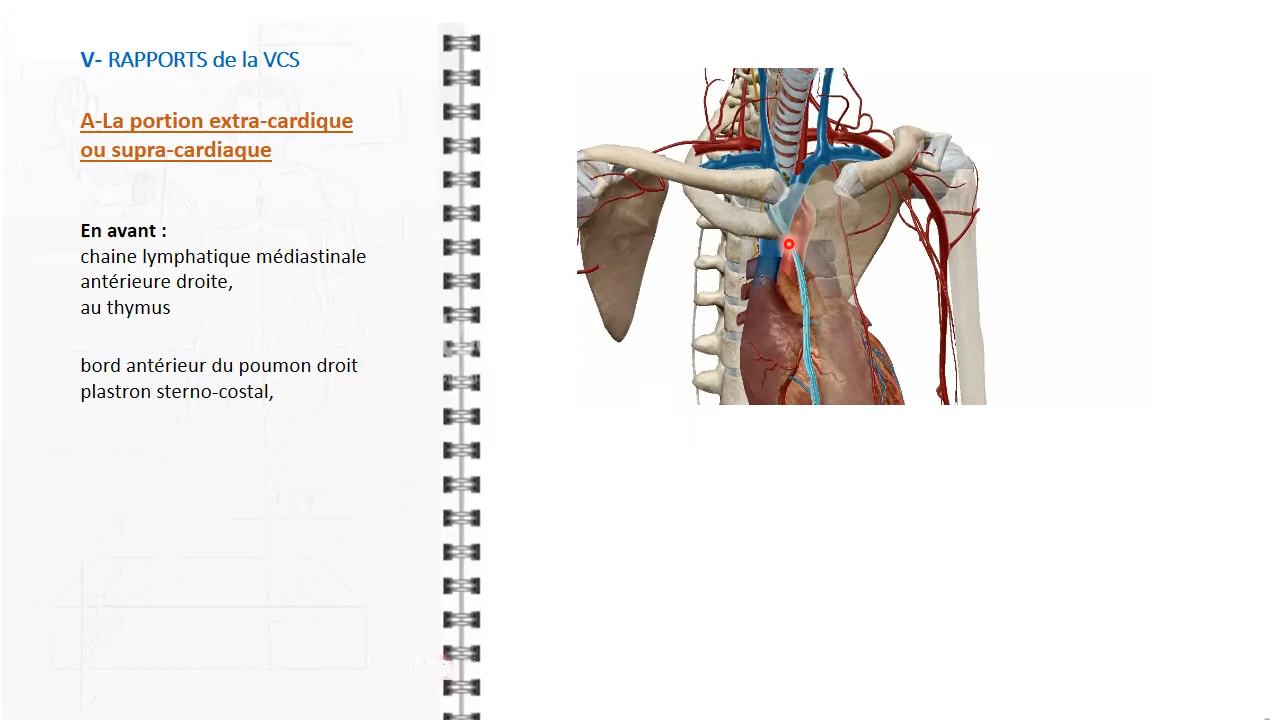 V- RAPPORTS de la VCS
A-La portion extra-cardique
ou supra-cardiaque
En avant :
chaine lymphatique médiastinale
antérieure droite,
au thymus
bord antérieur du poumon droit
plastron sterno-costal,